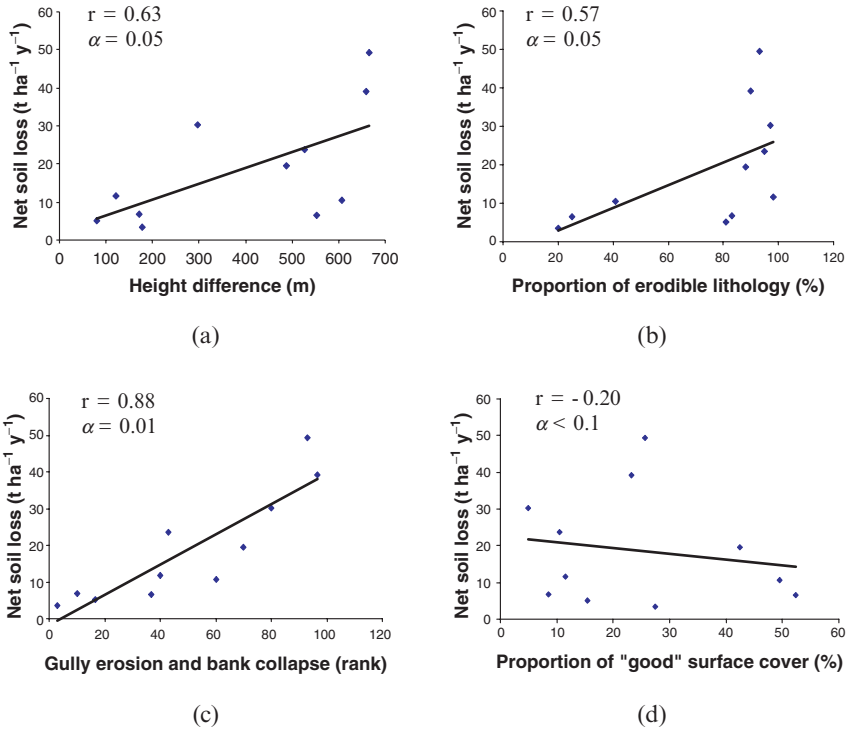 r = 0.63
α = 0.05
Net soil loss (t ha⁻¹ y⁻¹)
60
50
40
30
20
10
0
0 100 200 300 400 500 600 700
Height difference (m)
(a)
r = 0.57
α = 0.05
Net soil loss (t ha⁻¹ y⁻¹)
60
50
40
30
20
10
0
0 20 40 60 80 100 120
Proportion of erodible lithology (%)
(b)
r = 0.88
α = 0.01
Net soil loss (t ha⁻¹ y⁻¹)
60
50
40
30
20
10
0
0 20 40 60 80 100 120
Gully erosion and bank collapse (rank)
(c)
r = - 0.20
α < 0.1
Net soil loss (t ha⁻¹ y⁻¹)
60
50
40
30
20
10
0
0 10 20 30 40 50 60
Proportion of "good" surface cover (%)
(d)